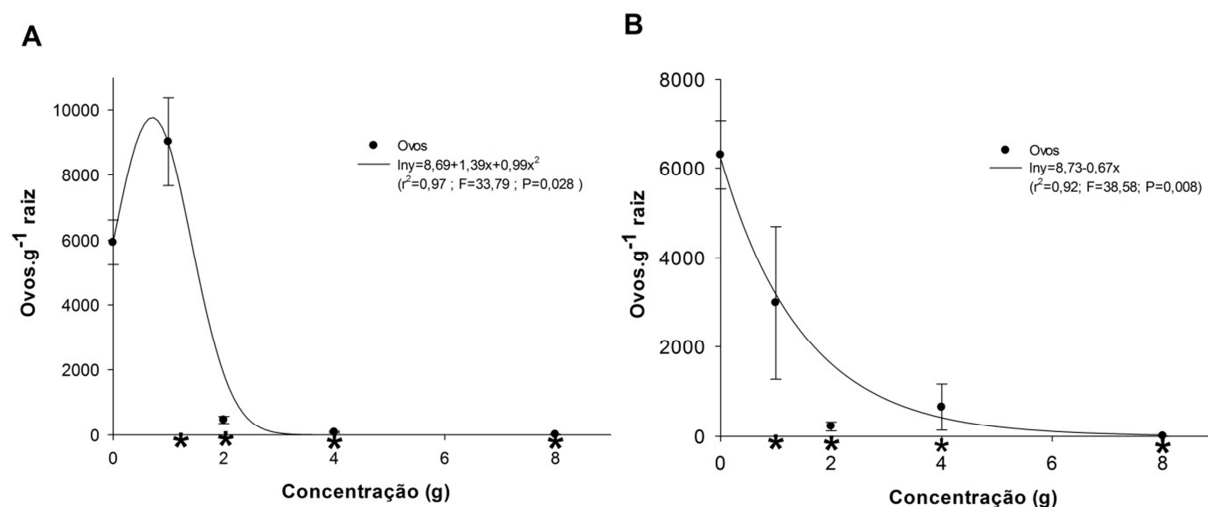 A
Ovos.g-1 raiz
10000
8000
6000
4000
2000
0
Ovos
lny=8,69+1,39x+0,99x²
(r²=0,97 ; F=33,79 ; P=0,028 )
* * * *
0 2 4 6 8
Concentração (g)
B
Ovos.g-1 raiz
8000
6000
4000
2000
0
Ovos
lny=8,73-0,67x
(r²=0,92; F=38,58; P=0,008)
* * * *
0 2 4 6 8
Concentração (g)